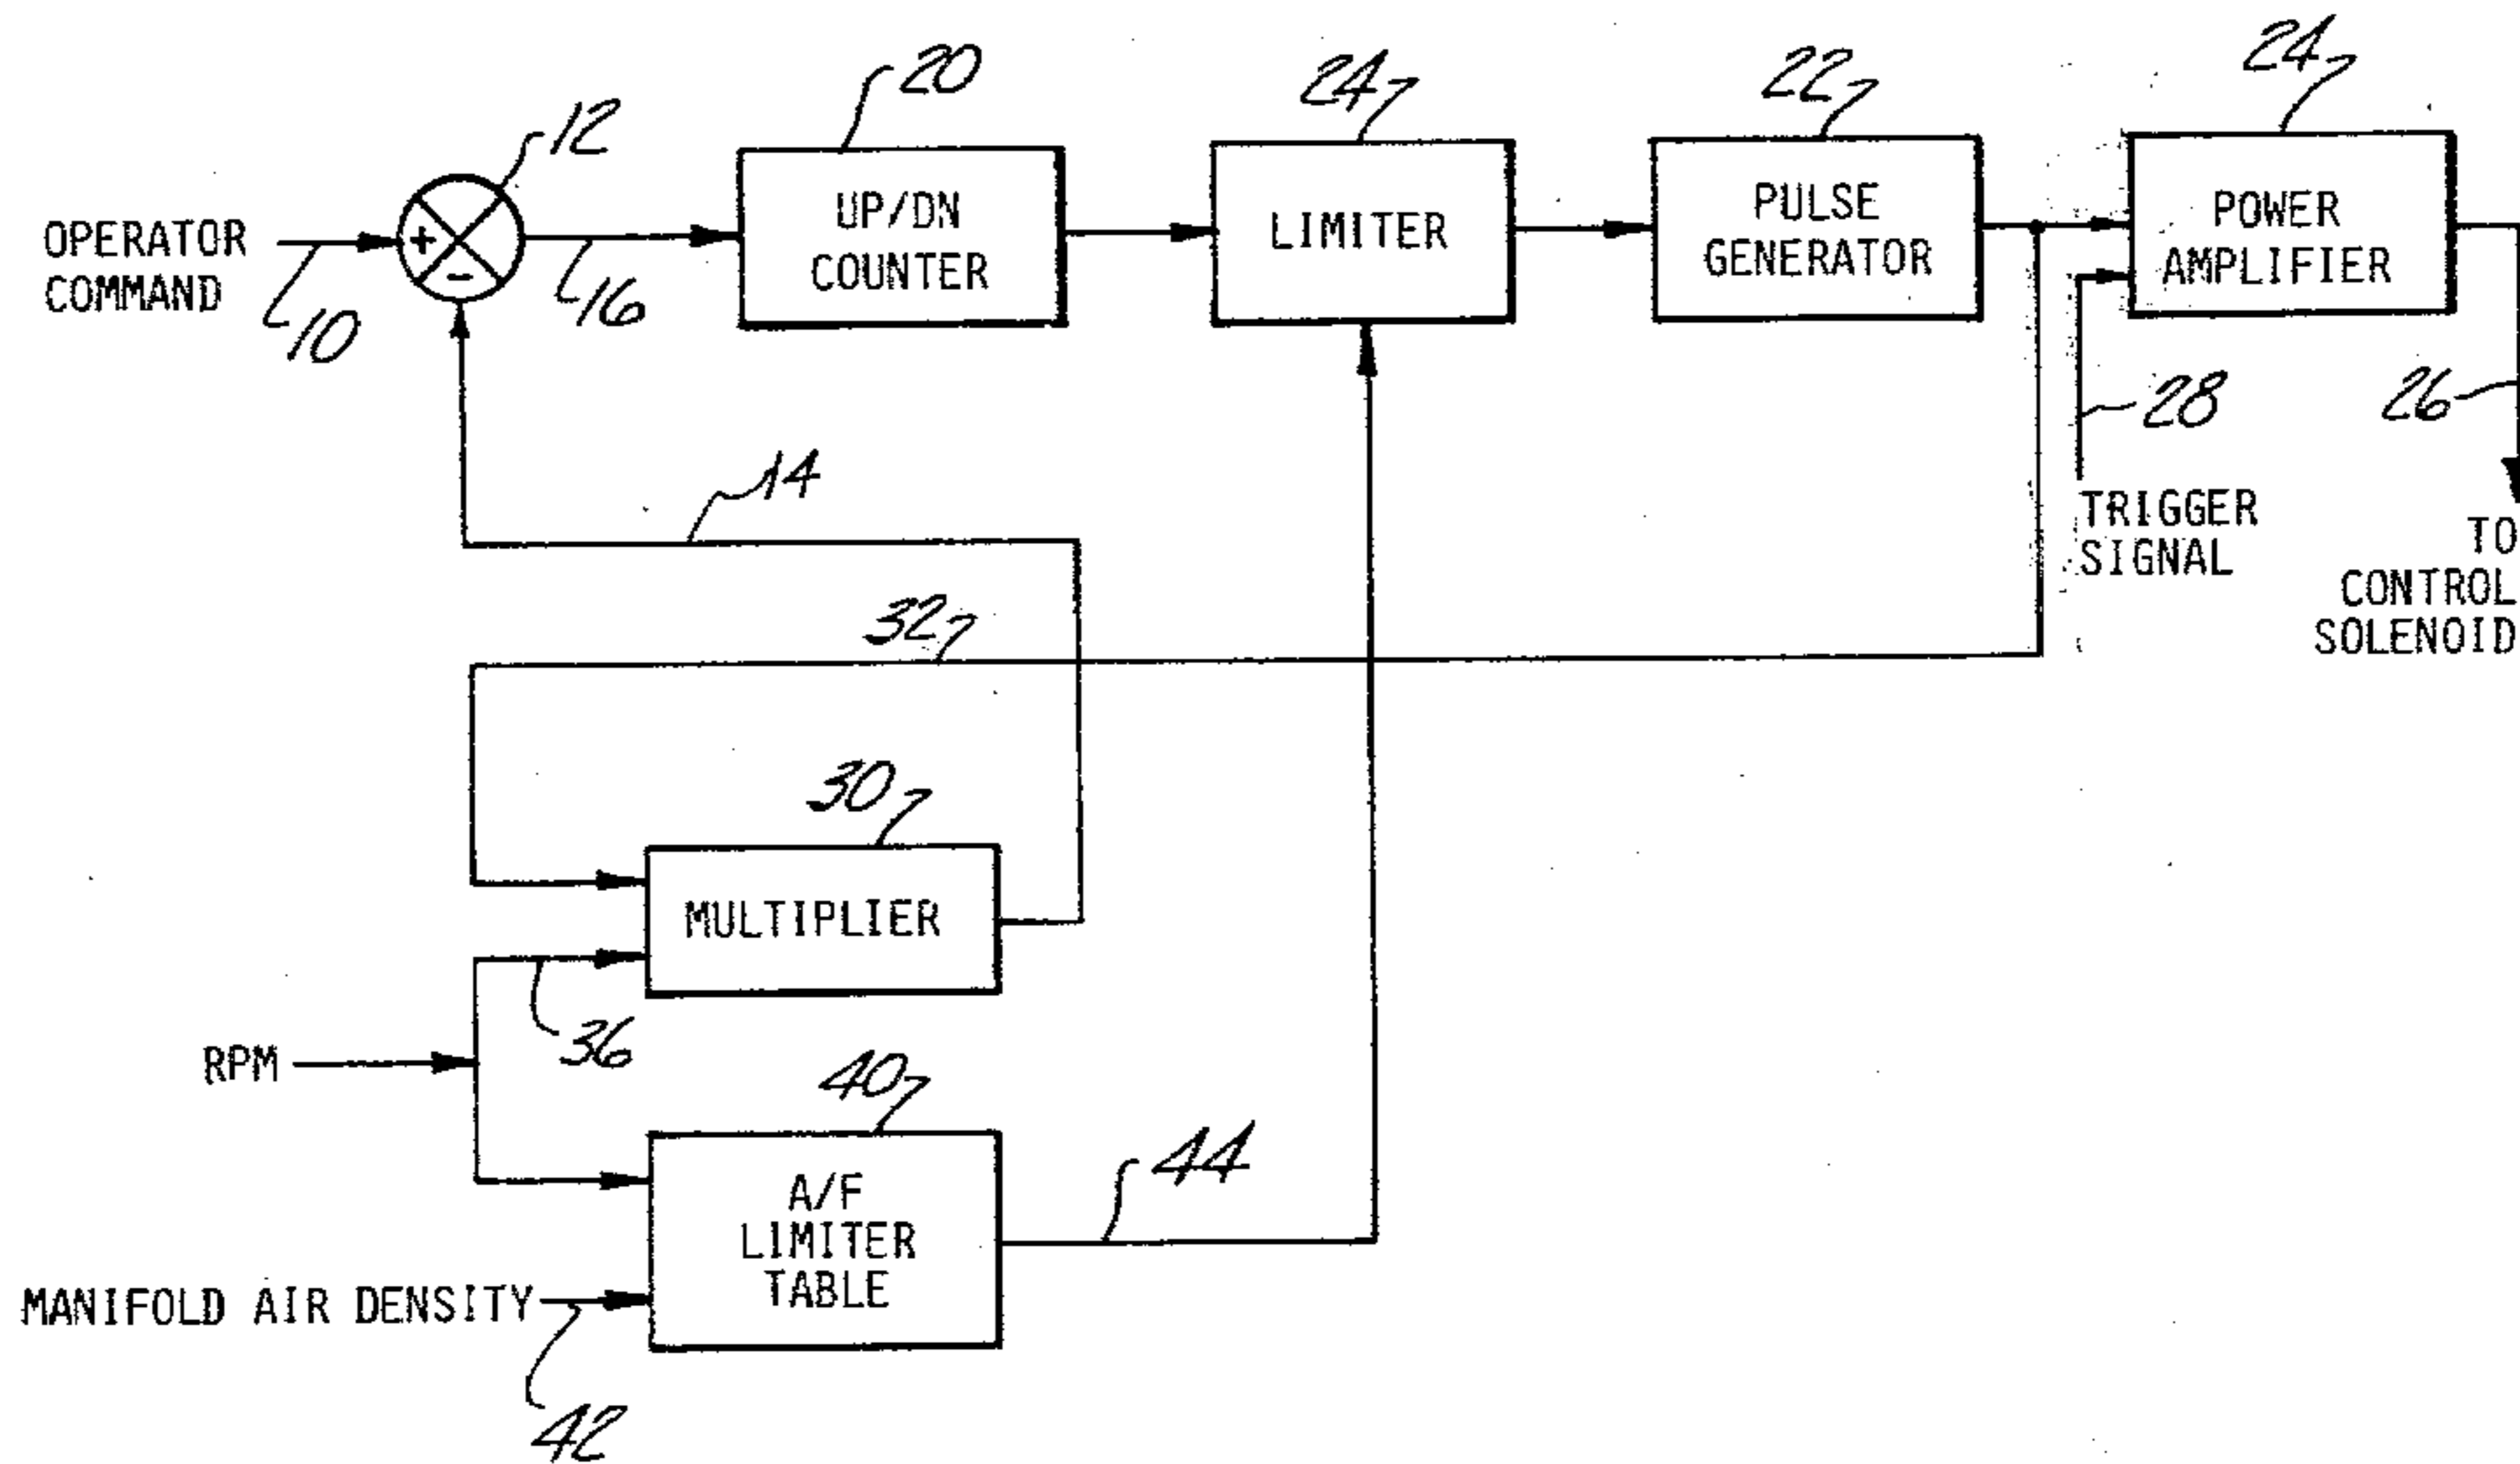 20
24
22
24
12
OPERATOR
COMMAND
10
+
-
16
UP/DN
COUNTER
LIMITER
PULSE
GENERATOR
POWER
AMPLIFIER
28
26
TRIGGER
SIGNAL
TO
CONTROL
SOLENOID
14
32
30
MULTIPLIER
36
RPM
40
A/F
LIMITER
TABLE
44
MANIFOLD AIR DENSITY
42